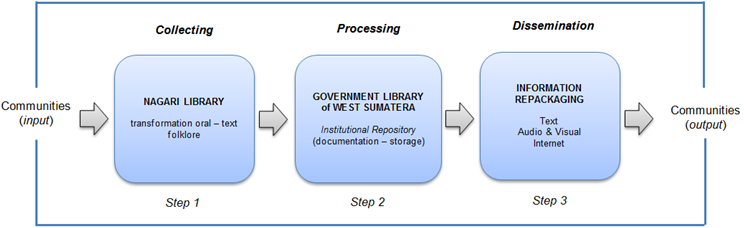 Collecting
Processing
Dissemination
Communities
(input)
NAGARI LIBRARY
transformation oral – text
folklore
GOVERNMENT LIBRARY
of WEST SUMATERA
Institutional Repository
(documentation – storage)
INFORMATION
REPACKAGING
Text
Audio & Visual
Internet
Communities
(output)
Step 1
Step 2
Step 3